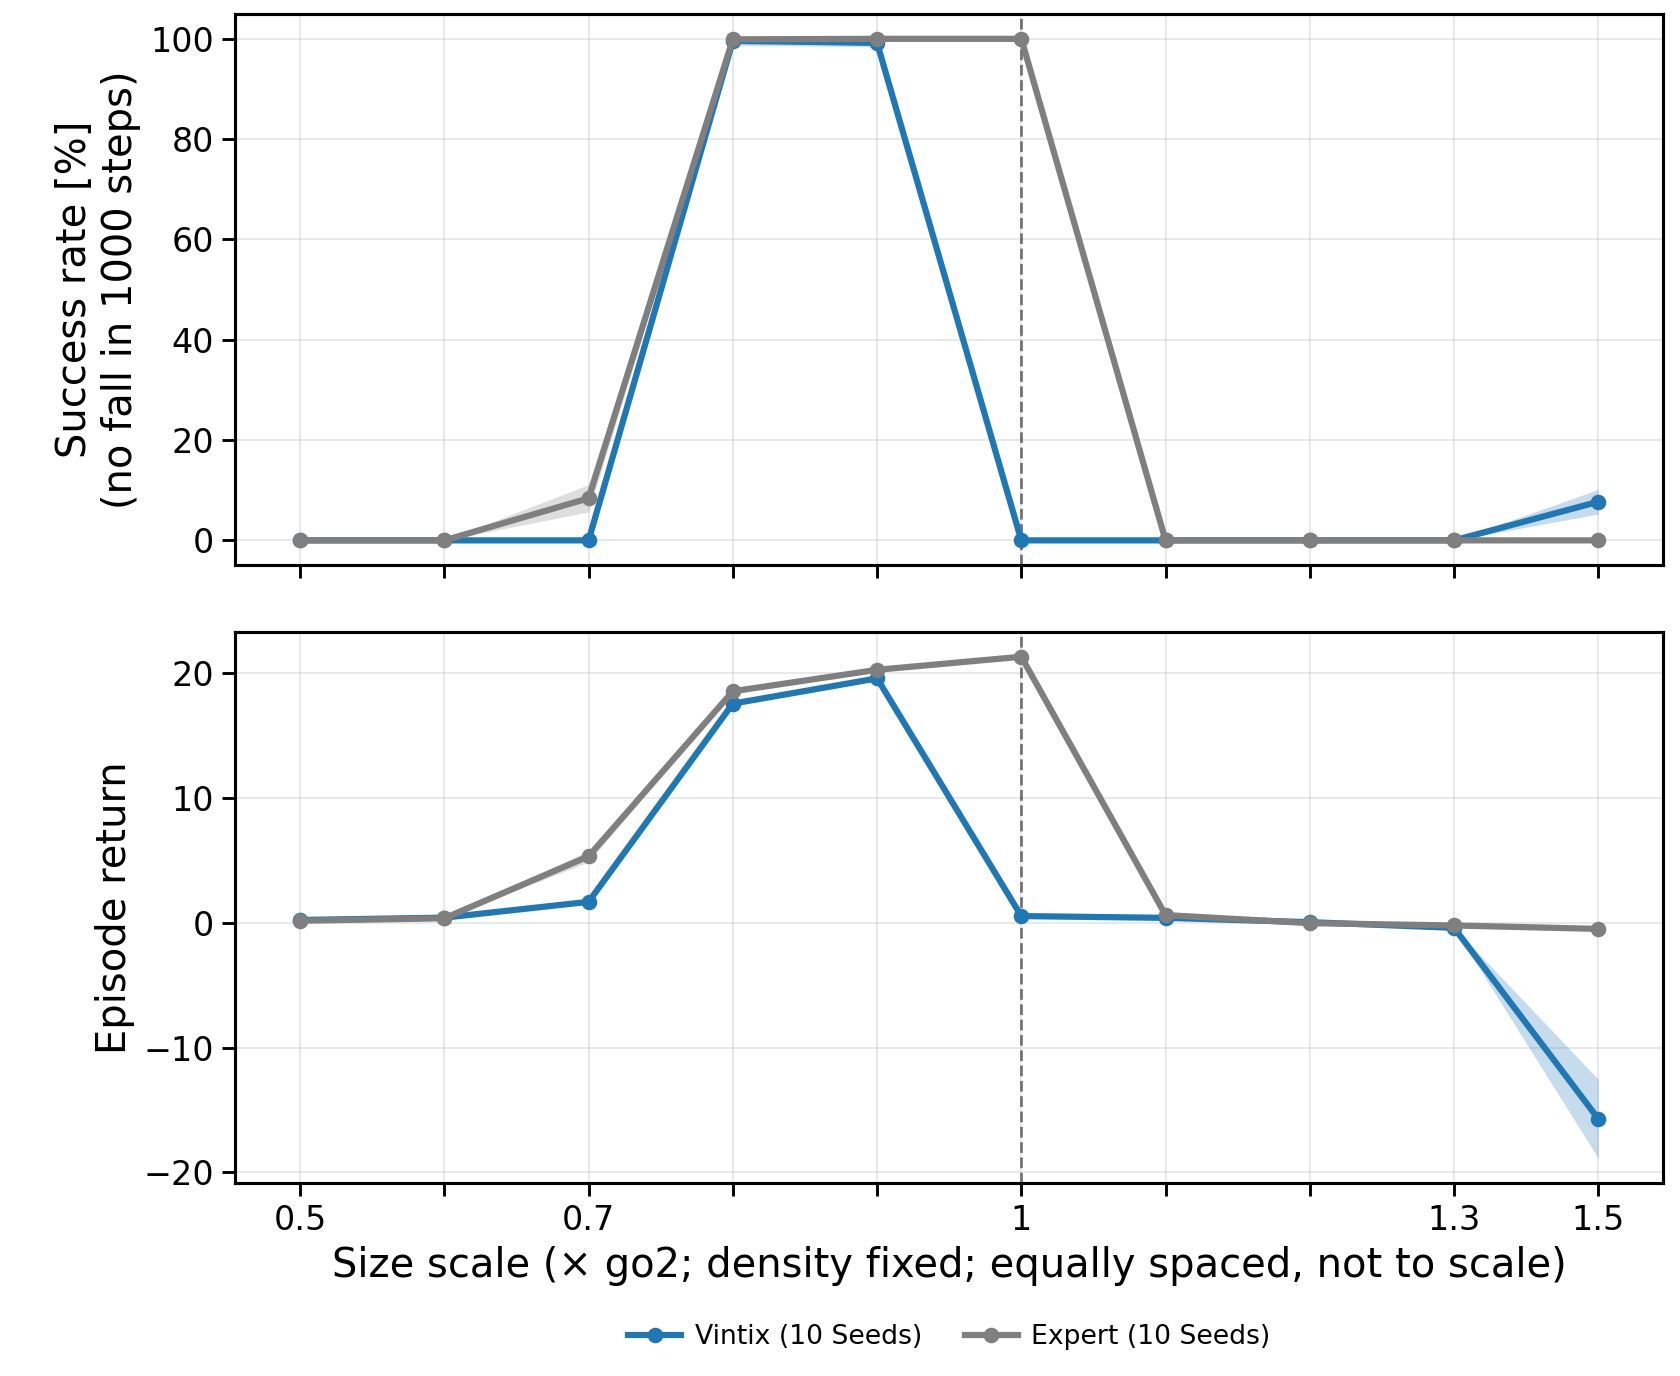 100
80
60
40
20
0
Success rate [%]
(no fall in 1000 steps)
20
10
0
−10
−20
Episode return
0.5
0.7
1
1.3
1.5
Size scale (× go2; density fixed; equally spaced, not to scale)
Vintix (10 Seeds)
Expert (10 Seeds)